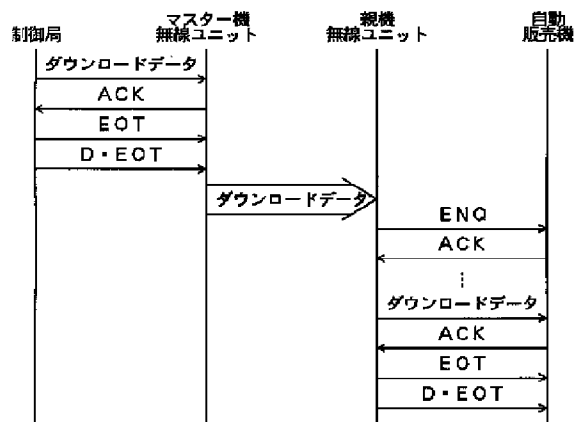 制御局
マスター機
無線ユニット
親機
無線ユニット
自動
販売機
ダウンロードデータ
ACK
EOT
D・EOT
ダウンロードデータ
ENQ
ACK
ダウンロードデータ
ACK
EOT
D・EOT